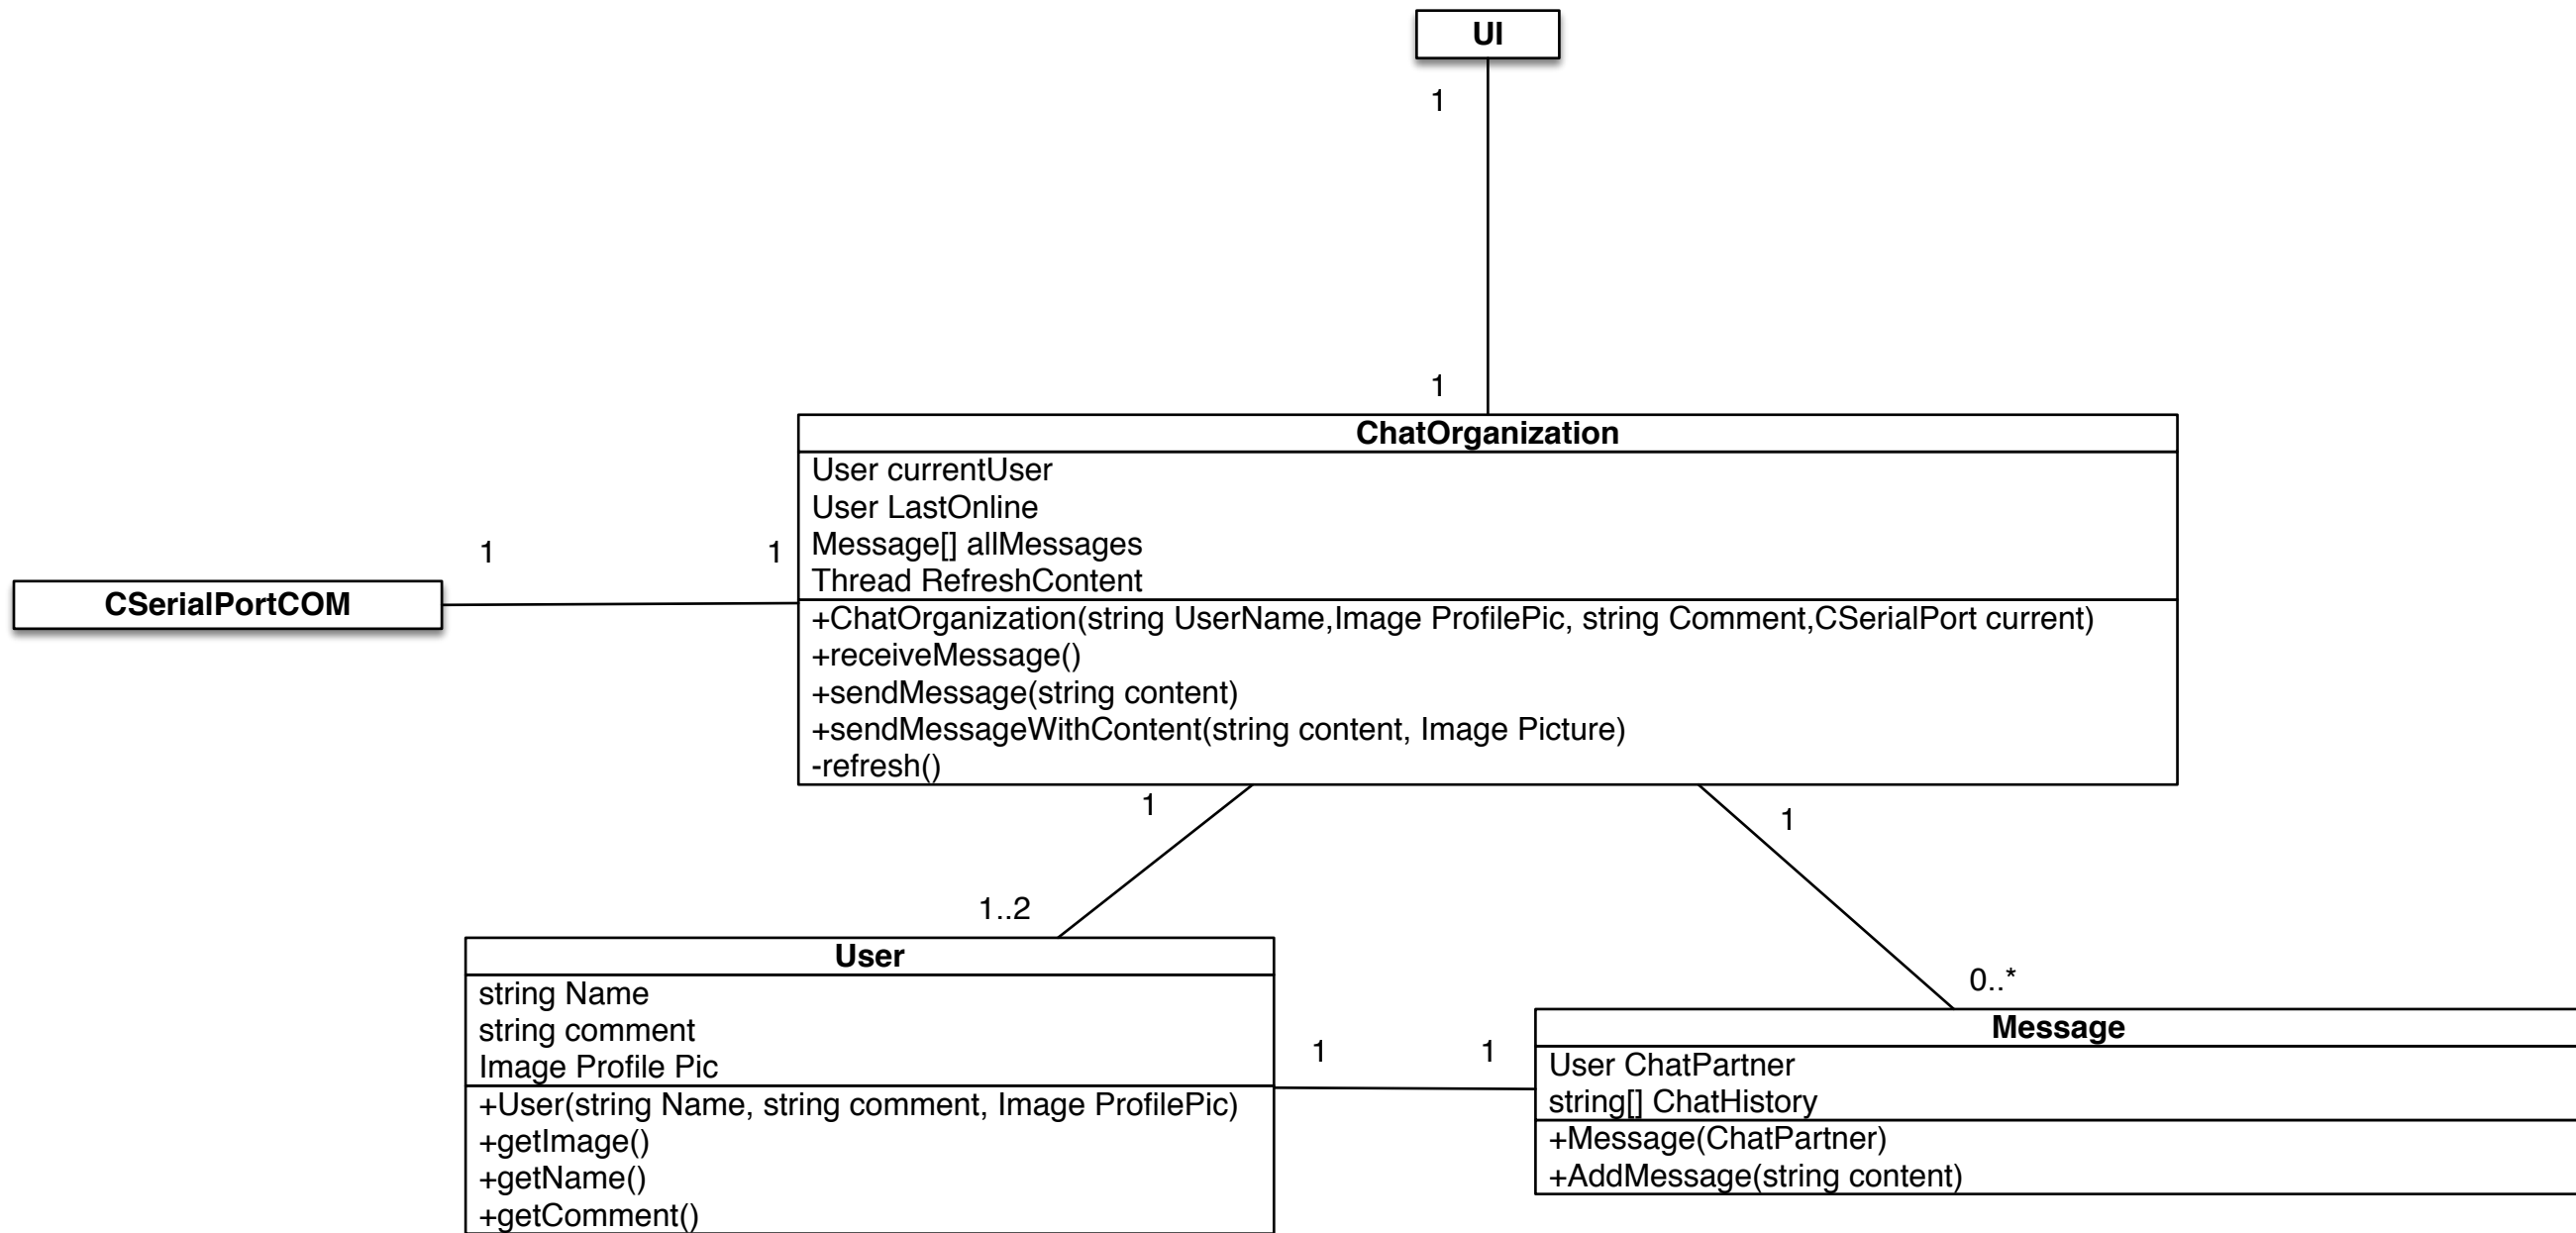 UI
1
1
ChatOrganization
User currentUser
User LastOnline
Message[] allMessages
Thread RefreshContent
+ChatOrganization(string UserName,Image ProfilePic, string Comment,CSerialPort current)
+receiveMessage()
+sendMessage(string content)
+sendMessageWithContent(string content, Image Picture)
-refresh()
1
1
CSerialPortCOM
1
1
1..2
0..*
User
string Name
string comment
Image Profile Pic
+User(string Name, string comment, Image ProfilePic)
+getImage()
+getName()
+getComment()
1
1
Message
User ChatPartner
string[] ChatHistory
+Message(ChatPartner)
+AddMessage(string content)